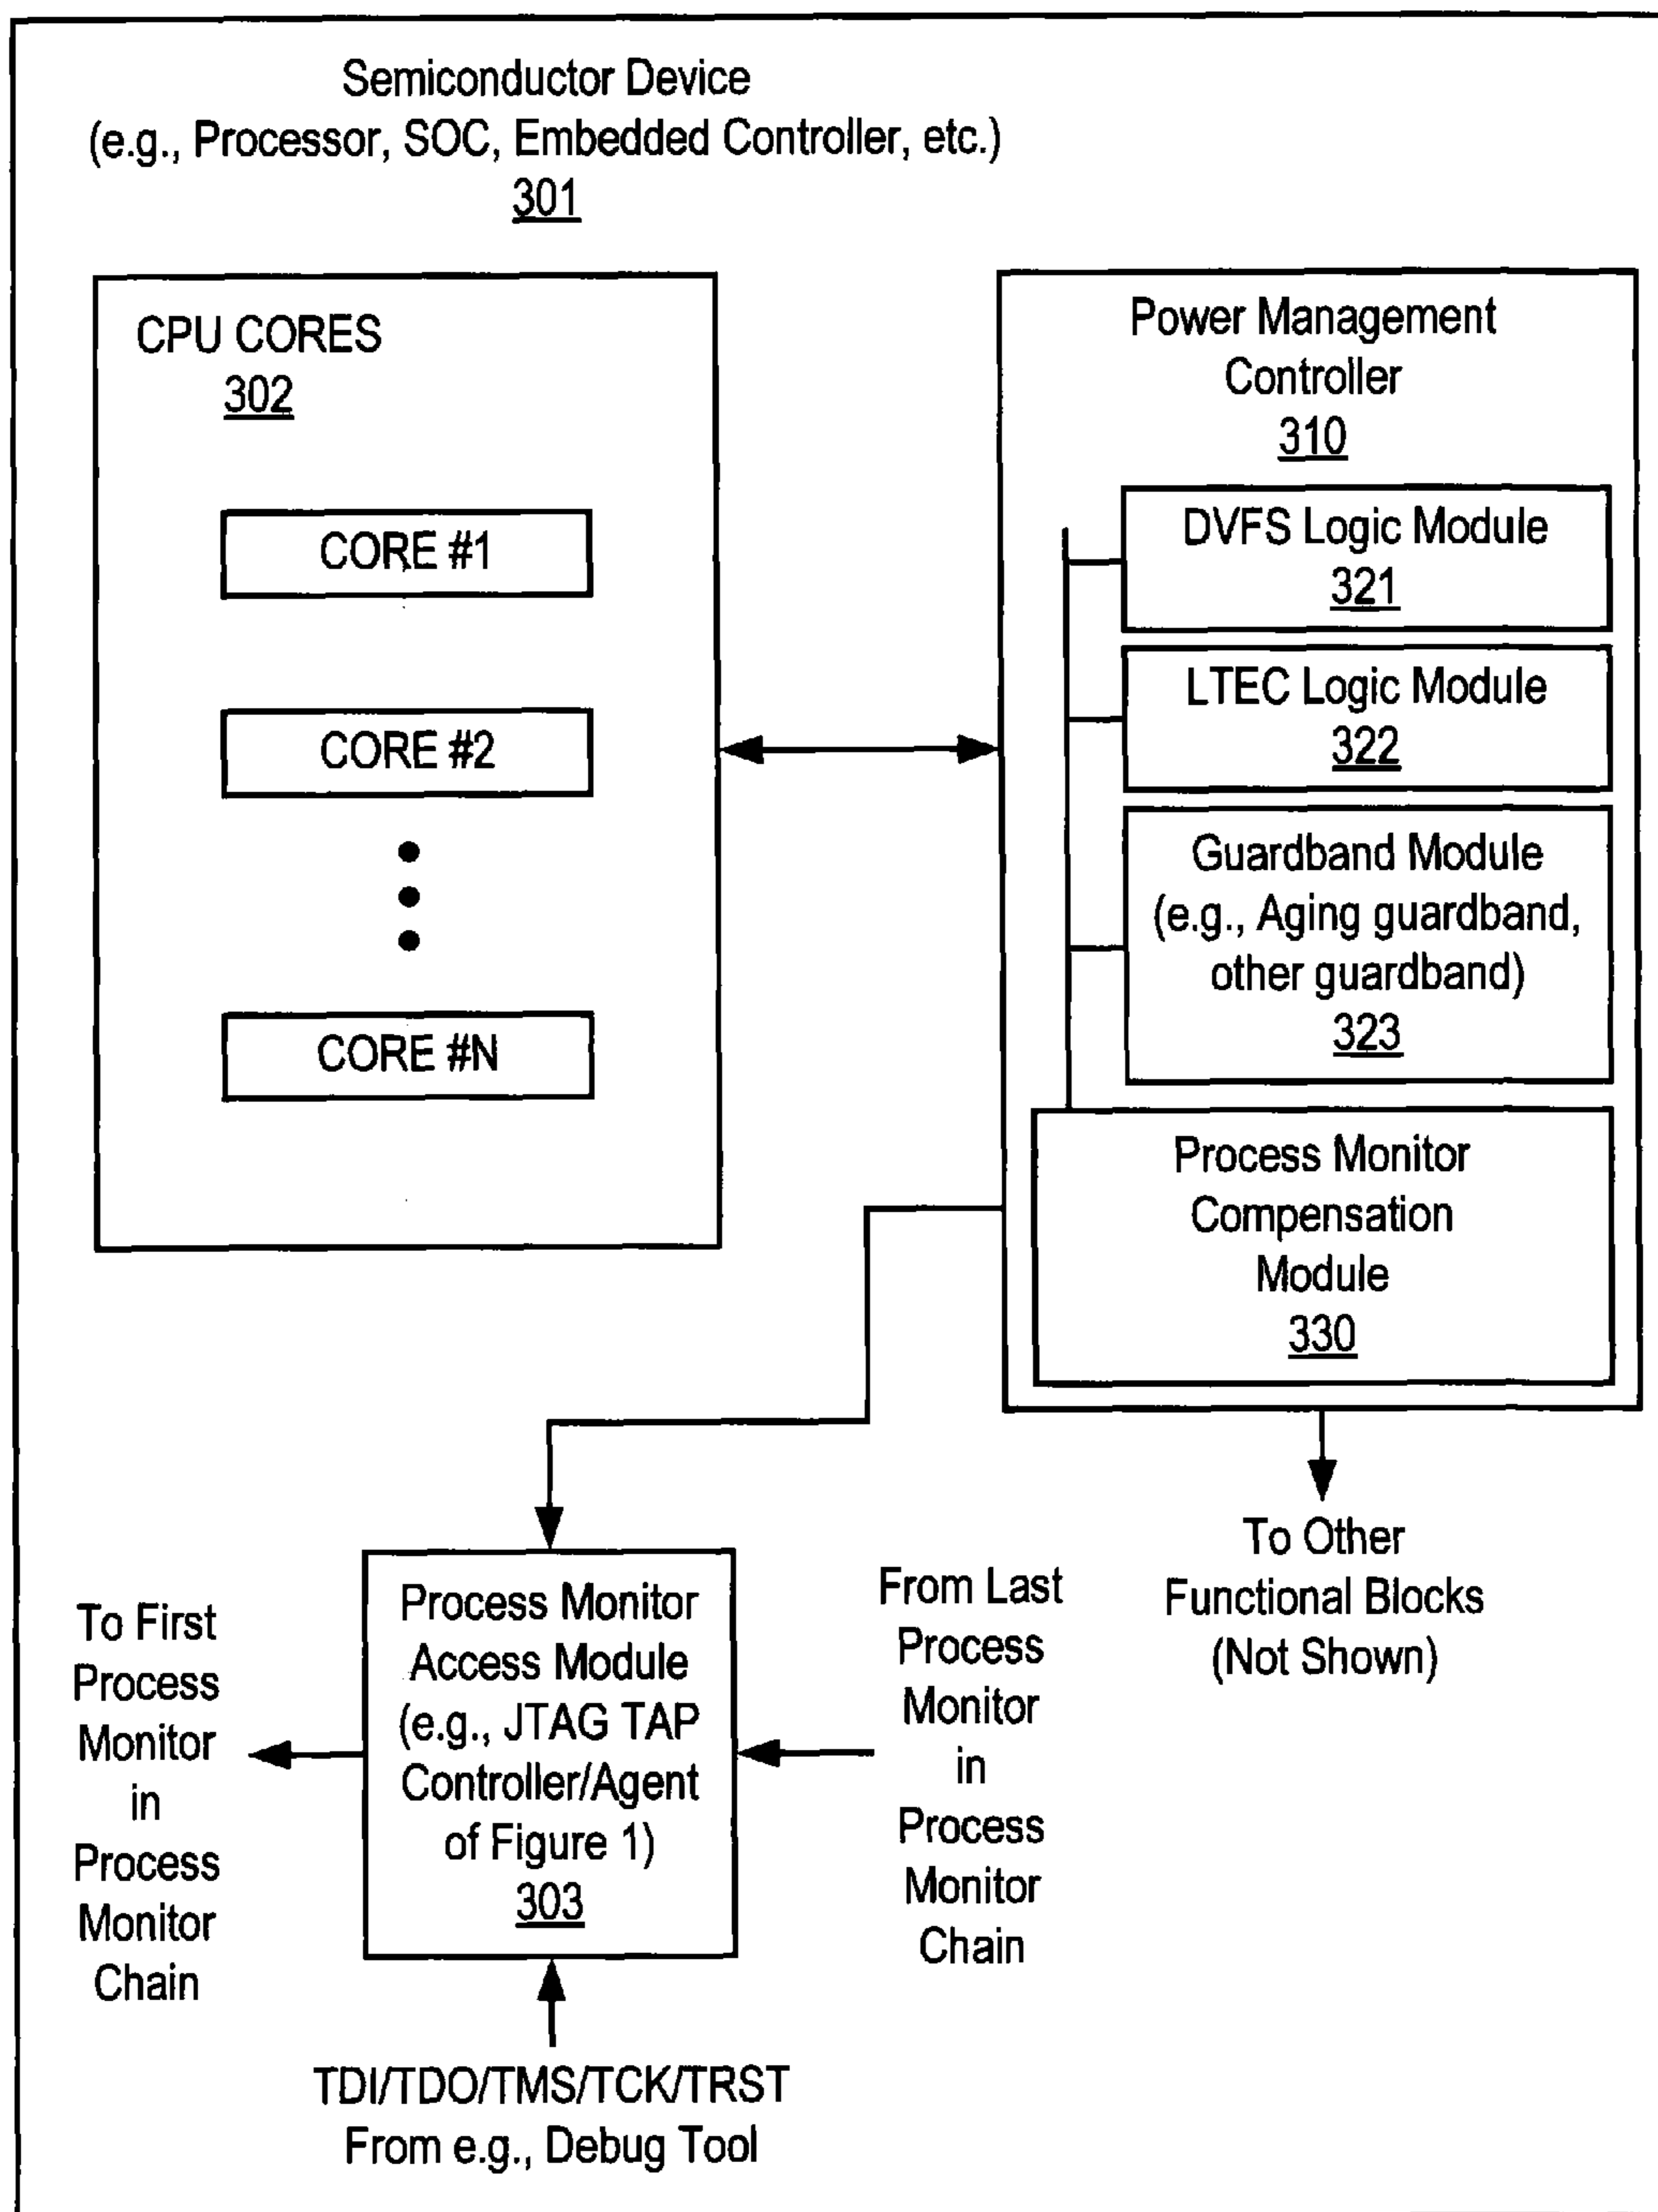 Semiconductor Device
(e.g., Processor, SOC, Embedded Controller, etc.)
301
CPU CORES
302
CORE #1
CORE #2
CORE #N
Power Management
Controller
310
DVFS Logic Module
321
LTEC Logic Module
322
Guardband Module
(e.g., Aging guardband,
other guardband)
323
Process Monitor
Compensation
Module
330
To First
Process
Monitor
in
Process
Monitor
Chain
Process Monitor
Access Module
(e.g., JTAG TAP
Controller/Agent
of Figure 1)
303
From Last
Process
Monitor
in
Process
Monitor
Chain
To Other
Functional Blocks
(Not Shown)
TDI/TDO/TMS/TCK/TRST
From e.g., Debug Tool